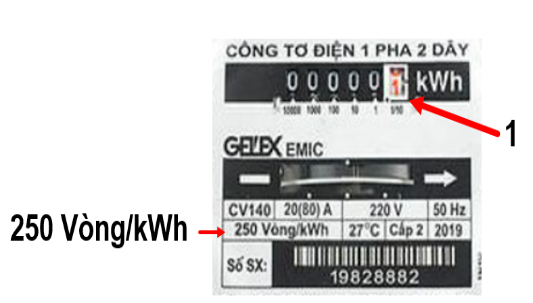 CÔNG TƠ ĐIỆN 1 PHA 2 DÂY
0 0 0 0 0 1 kWh
10000 1000 100 10 1 1/10
1
GELEX EMIC
CV140 20(80) A 220 V 50 Hz
250 Vòng/kWh
250 Vòng/kWh 27°C Cấp 2 2019
Số SX:
19828882